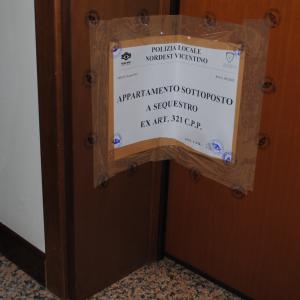 POLIZIA LOCALE
NORDEST VICENTINO
APPARTAMENTO SOTTOPOSTO
A SEQUESTRO
EX ART. 321 C.P.P.